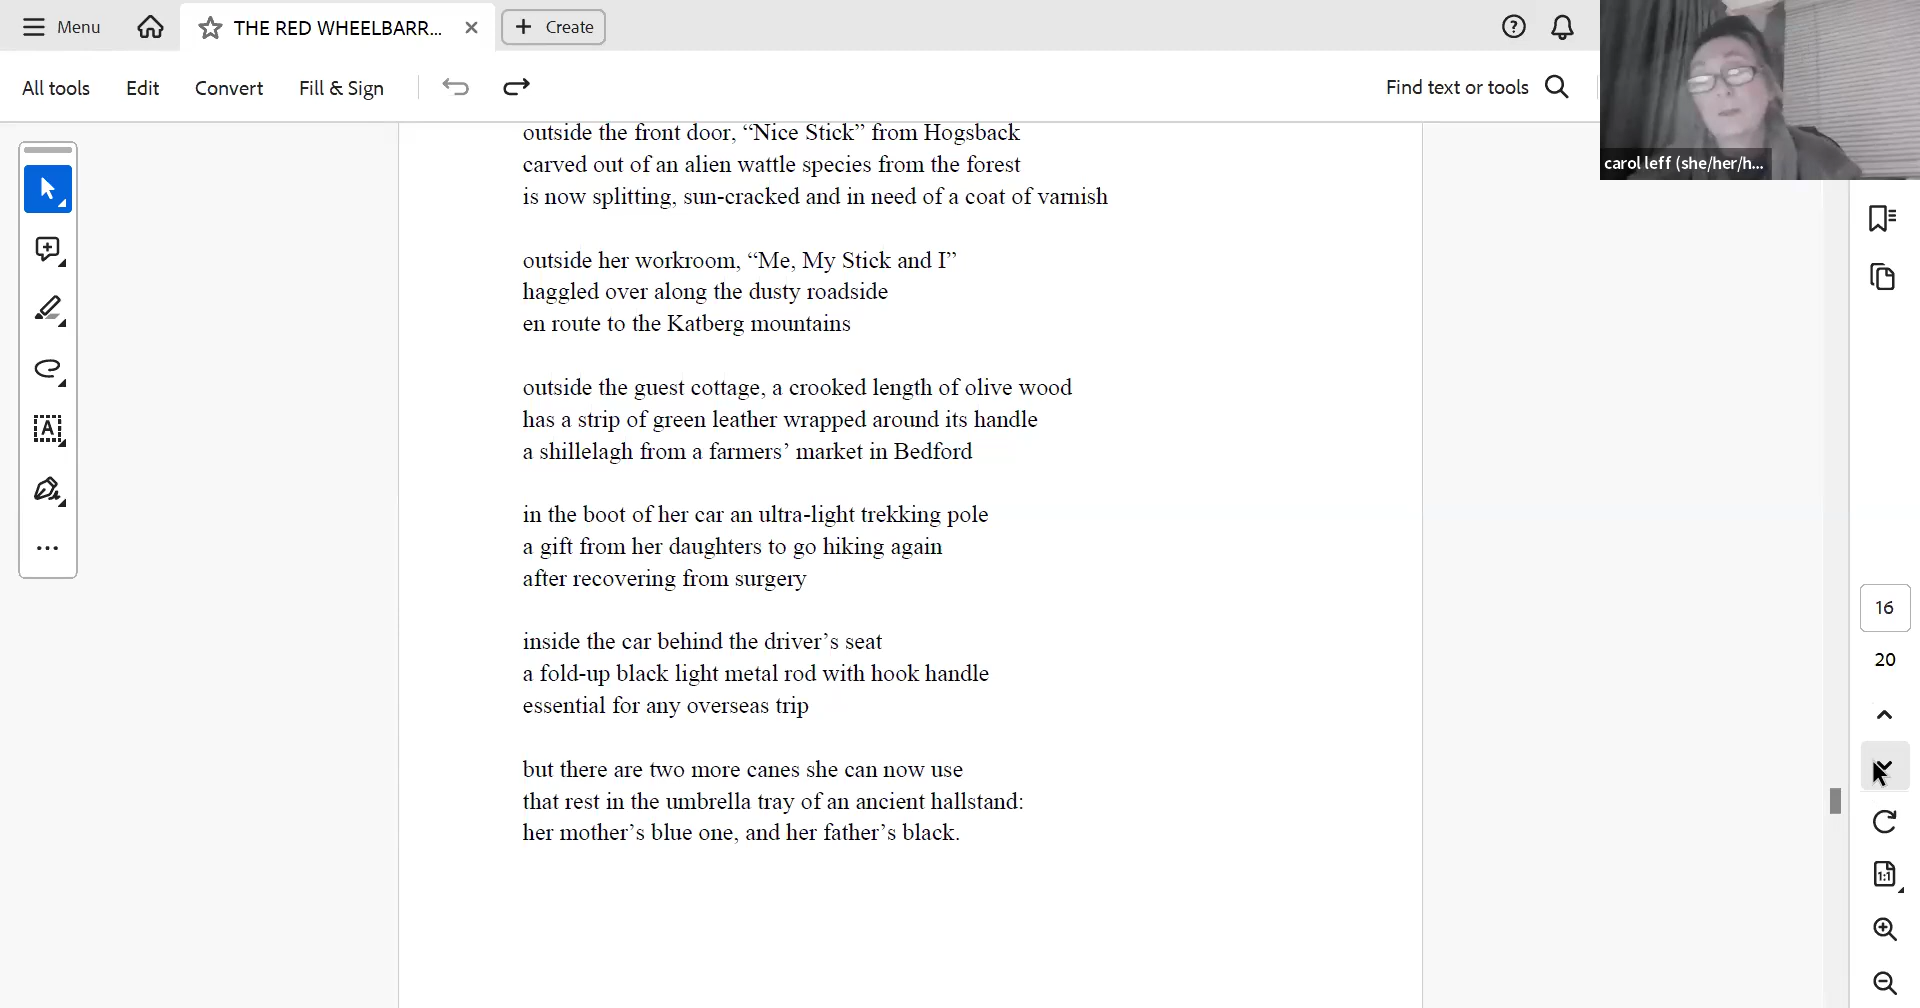 Menu
THE RED WHEELBARR...
Create
All tools
Edit
Convert
Fill & Sign
Find text or tools
carol leff (she/her/h...
outside the front door, “Nice Stick” from Hogsback
carved out of an alien wattle species from the forest
is now splitting, sun-cracked and in need of a coat of varnish
outside her workroom, “Me, My Stick and I”
haggled over along the dusty roadside
en route to the Katberg mountains
outside the guest cottage, a crooked length of olive wood
has a strip of green leather wrapped around its handle
a shillelagh from a farmers’ market in Bedford
in the boot of her car an ultra-light trekking pole
a gift from her daughters to go hiking again
after recovering from surgery
inside the car behind the driver’s seat
a fold-up black light metal rod with hook handle
essential for any overseas trip
but there are two more canes she can now use
that rest in the umbrella tray of an ancient hallstand:
her mother’s blue one, and her father’s black.
16
20